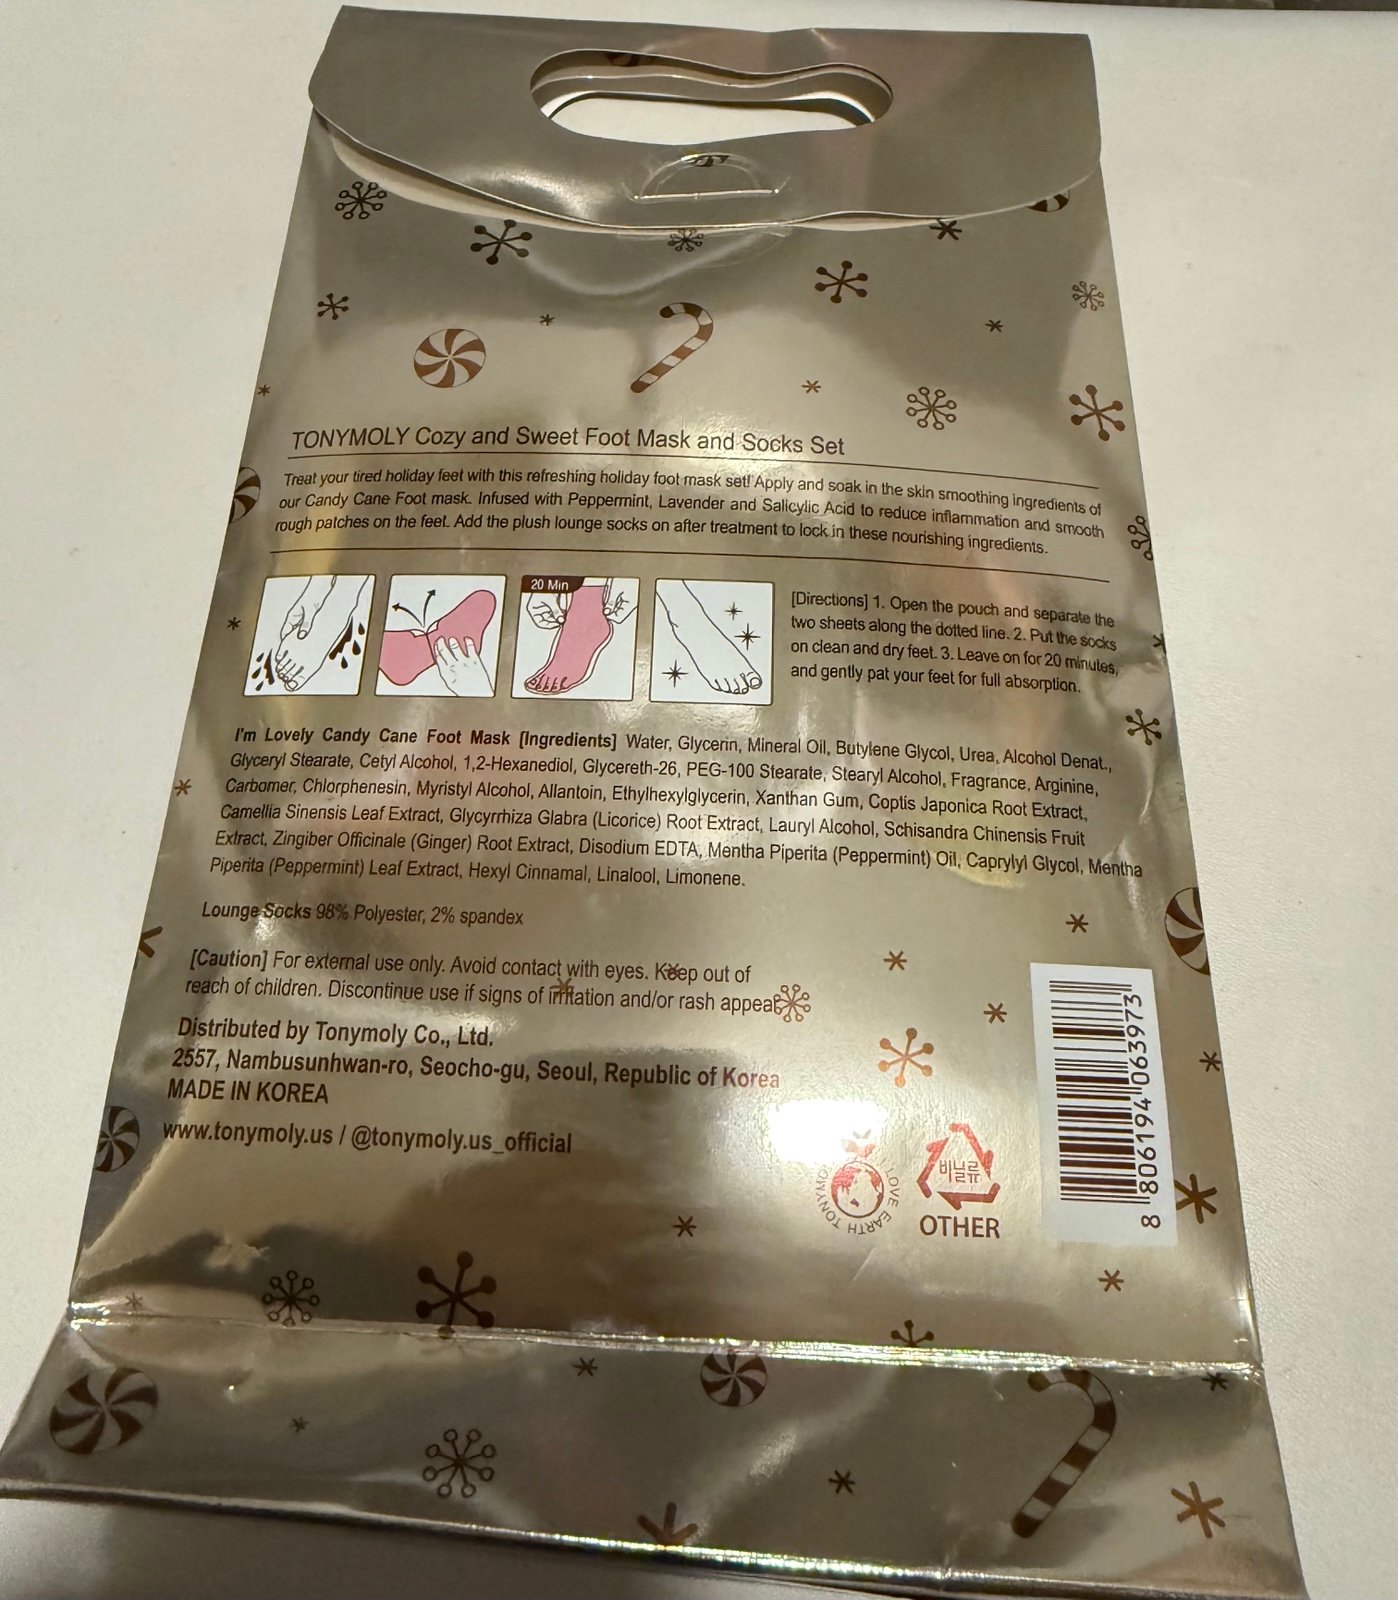 TONYMOLY Cozy and Sweet Foot Mask and Socks Set
Treat your tired holiday feet with this refreshing holiday foot mask set! Apply and soak in the skin smoothing ingredients of
our Candy Cane Foot mask. Infused with Peppermint, Lavender and Salicylic Acid to reduce inflammation and smooth
rough patches on the feet. Add the plush lounge socks on after treatment to lock in these nourishing ingredients.
20 Min
[Directions] 1. Open the pouch and separate the
two sheets along the dotted line. 2. Put the socks
on clean and dry feet. 3. Leave on for 20 minutes,
and gently pat your feet for full absorption.
I'm Lovely Candy Cane Foot Mask [Ingredients] Water, Glycerin, Mineral Oil, Butylene Glycol, Urea, Alcohol Denat.,
Glyceryl Stearate, Cetyl Alcohol, 1,2-Hexanediol, Glycereth-26, PEG-100 Stearate, Stearyl Alcohol, Fragrance, Arginine,
Carbomer, Chlorphenesin, Myristyl Alcohol, Allantoin, Ethylhexylglycerin, Xanthan Gum, Coptis Japonica Root Extract,
Camellia Sinensis Leaf Extract, Glycyrrhiza Glabra (Licorice) Root Extract, Lauryl Alcohol, Schisandra Chinensis Fruit
Extract, Zingiber Officinale (Ginger) Root Extract, Disodium EDTA, Mentha Piperita (Peppermint) Oil, Caprylyl Glycol, Mentha
Piperita (Peppermint) Leaf Extract, Hexyl Cinnamal, Linalool, Limonene.
Lounge Socks 98% Polyester, 2% spandex
[Caution] For external use only. Avoid contact with eyes. Keep out of
reach of children. Discontinue use if signs of irritation and/or rash appear.
Distributed by Tonymoly Co., Ltd.
2557, Nambusunhwan-ro, Seocho-gu, Seoul, Republic of Korea
MADE IN KOREA
www.tonymoly.us / @tonymoly.us_official
TONYMOLY LOVE EARTH
비닐류
OTHER
8 806194 063973